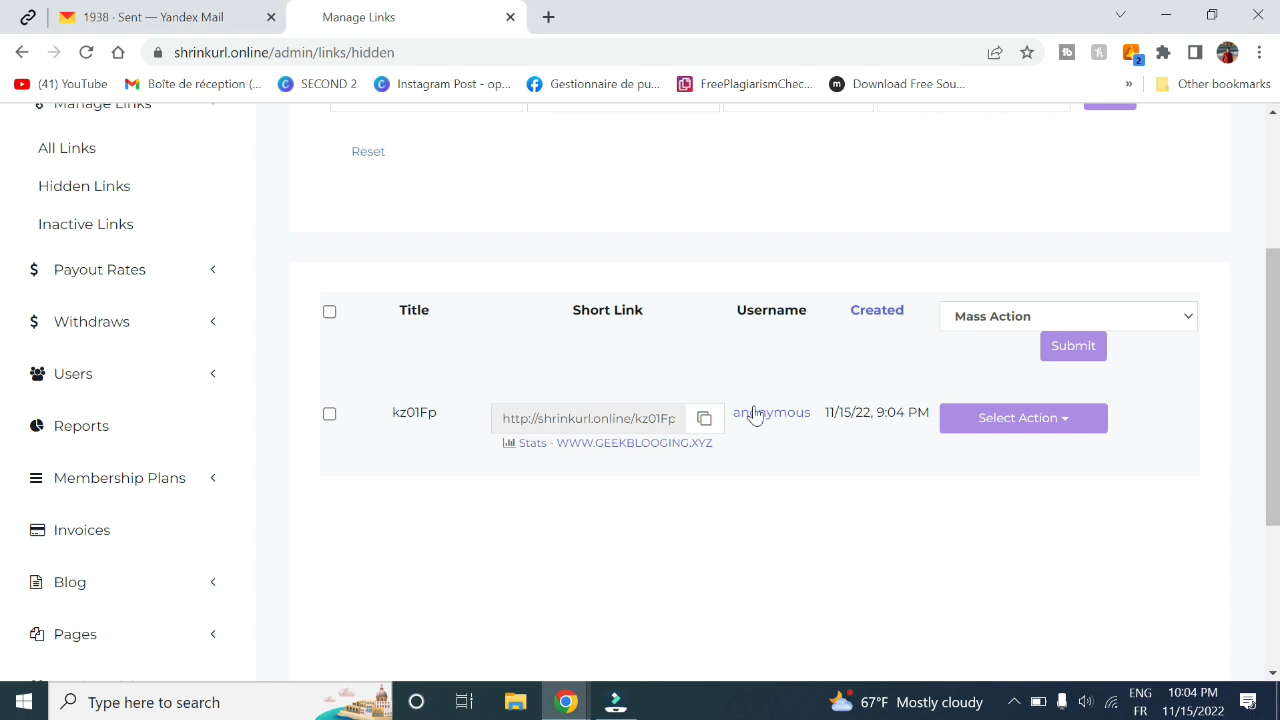 1938 · Sent — Yandex Mail
Manage Links
shrinkurl.online/admin/links/hidden
2
(41) YouTube
Boîte de réception (...
SECOND 2
Instagram Post - op...
Gestionnaire de pu...
FreePlagiarismChec...
Download Free Sou...
»
Other bookmarks
Manage Links
All Links
Hidden Links
Inactive Links
Payout Rates
Withdraws
Users
Reports
Membership Plans
Invoices
Blog
Pages
Reset
Title
Short Link
Username
Created
Mass Action
Submit
kz01Fp
http://shrinkurl.online/kz01Fp
anonymous
11/15/22, 9:04 PM
Select Action
Stats - WWW.GEEKBLOOGING.XYZ
Type here to search
67°F Mostly cloudy
ENG
FR
10:04 PM
11/15/2022